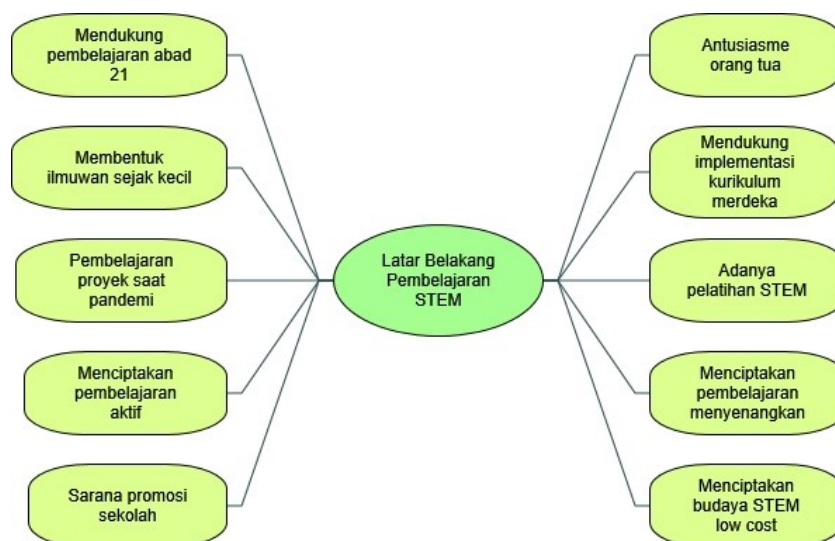 Mendukung
pembelajaran abad
21
Membentuk
ilmuwan sejak kecil
Pembelajaran
proyek saat
pandemi
Menciptakan
pembelajaran
aktif
Sarana promosi
sekolah
Latar Belakang
Pembelajaran
STEM
Antusiasme
orang tua
Mendukung
implementasi
kurikulum
merdeka
Adanya
pelatihan STEM
Menciptakan
pembelajaran
menyenangkan
Menciptakan
budaya STEM
low cost